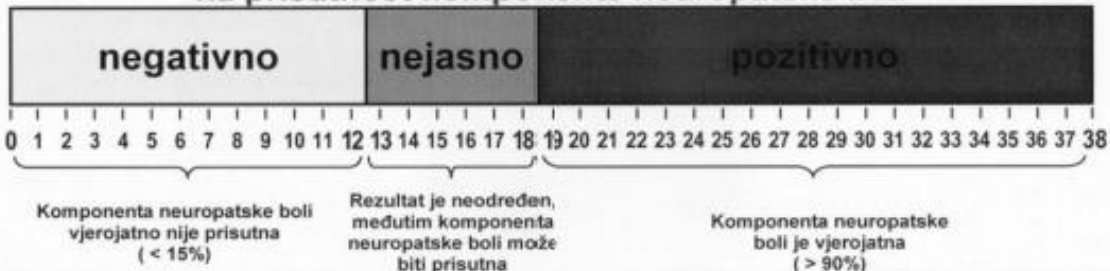 negativno nejasno pozitivno
0 1 2 3 4 5 6 7 8 9 10 11 12 13 14 15 16 17 18 19 20 21 22 23 24 25 26 27 28 29 30 31 32 33 34 35 36 37 38
Komponenta neuropatske boli
vjerojatno nije prisutna
( < 15%)
Rezultat je neodređen,
međutim komponenta
neuropatske boli može
biti prisutna
Komponenta neuropatske
boli je vjerojatna
( > 90%)